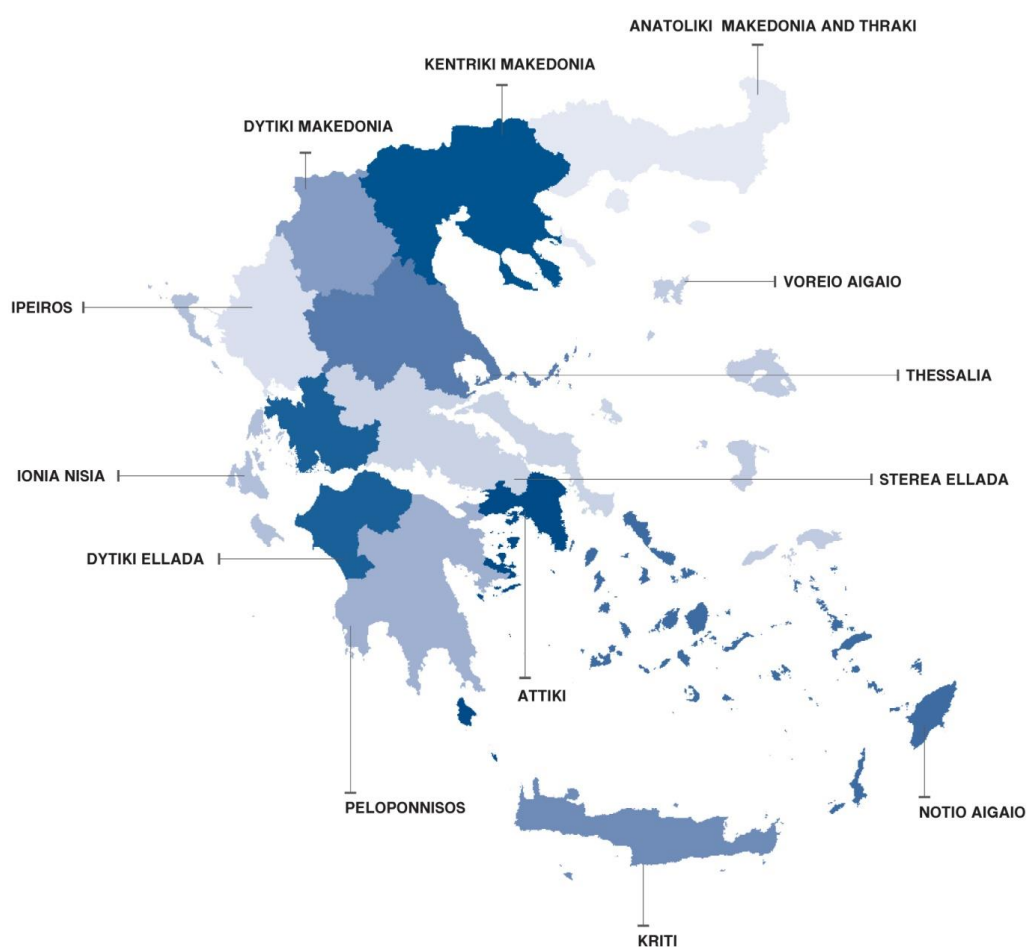 ANATOLIKI MAKEDONIA AND THRAKI
KENTRIKI MAKEDONIA
DYTIKI MAKEDONIA
VOREIO AIGAIO
IPEIROS
THESSALIA
IONIA NISIA
STEREA ELLADA
DYTIKI ELLADA
ATTIKI
PELOPONNISOS
NOTIO AIGAIO
KRITI